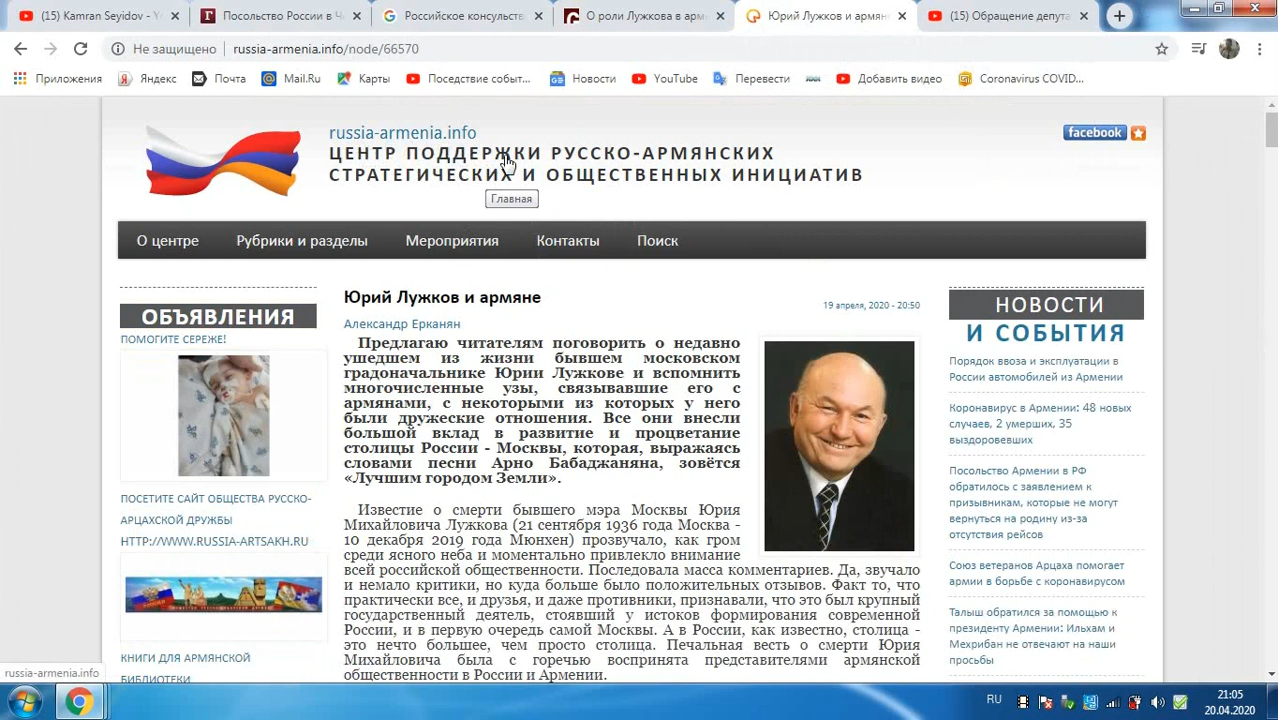 (15) Kamran Seyidov - Y
Посольство России в Ч
Российское консульств
О роли Лужкова в арм
Юрий Лужков и армян
(15) Обращение депута
Не защищено
russia-armenia.info/node/66570
Приложения
Яндекс
Почта
Mail.Ru
Карты
Поседствие событ...
Новости
YouTube
Перевести
Добавить видео
Coronavirus COVID...
russia-armenia.info
ЦЕНТР ПОДДЕРЖКИ РУССКО-АРМЯНСКИХ
СТРАТЕГИЧЕСКИХ И ОБЩЕСТВЕННЫХ ИНИЦИАТИВ
facebook
Главная
О центре
Рубрики и разделы
Мероприятия
Контакты
Поиск
ОБЪЯВЛЕНИЯ
ПОМОГИТЕ СЕРЕЖЕ!
ПОСЕТИТЕ САЙТ ОБЩЕСТВА РУССКО-
АРЦАХСКОЙ ДРУЖБЫ
HTTP://WWW.RUSSIA-ARTSAKH.RU
КНИГИ ДЛЯ АРМЯНСКОЙ
БИБЛИОТЕКИ
Юрий Лужков и армяне
19 апреля, 2020 - 20:50
Александр Ерканян
Предлагаю читателям поговорить о недавно
ушедшем из жизни бывшем московском
градоначальнике Юрии Лужкове и вспомнить
многочисленные узы, связывавшие его с
армянами, с некоторыми из которых у него
были дружеские отношения. Все они внесли
большой вклад в развитие и процветание
столицы России - Москвы, которая, выражаясь
словами песни Арно Бабаджаняна, зовётся
«Лучшим городом Земли».
Известие о смерти бывшего мэра Москвы Юрия
Михайловича Лужкова (21 сентября 1936 года Москва -
10 декабря 2019 года Мюнхен) прозвучало, как гром
среди ясного неба и моментально привлекло внимание
всей российской общественности. Последовала масса комментариев. Да, звучало
и немало критики, но куда больше было положительных отзывов. Факт то, что
практически все, и друзья, и даже противники, признавали, что это был крупный
государственный деятель, стоявший у истоков формирования современной
России, и в первую очередь самой Москвы. А в России, как известно, столица -
это нечто большее, чем просто столица. Печальная весть о смерти Юрия
Михайловича была с горечью воспринята представителями армянской
общественности в России и Армении.
НОВОСТИ
И СОБЫТИЯ
Порядок ввоза и эксплуатации в
России автомобилей из Армении
Коронавирус в Армении: 48 новых
случаев, 2 умерших, 35
выздоровевших
Посольство Армении в РФ
обратилось с заявлением к
призывникам, которые не могут
вернуться на родину из-за
отсутствия рейсов
Союз ветеранов Арцаха помогает
армии в борьбе с коронавирусом
Талыш обратился за помощью к
президенту Армении: Ильхам и
Мехрибан не отвечают на наши
просьбы
russia-armenia.info
RU
21:05
20.04.2020